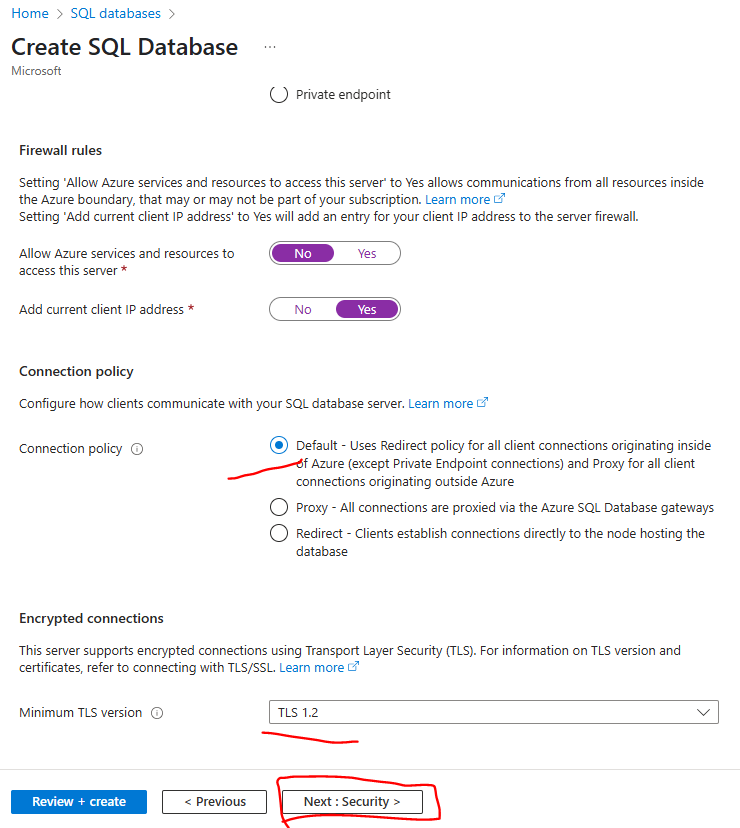 Home > SQL databases >
Create SQL Database ...
Microsoft
Private endpoint
Firewall rules
Setting 'Allow Azure services and resources to access this server' to Yes allows communications from all resources inside
the Azure boundary, that may or may not be part of your subscription. Learn more
Setting 'Add current client IP address' to Yes will add an entry for your client IP address to the server firewall.
Allow Azure services and resources to
access this server *
No Yes
Add current client IP address * No Yes
Connection policy
Configure how clients communicate with your SQL database server. Learn more
Connection policy
Default - Uses Redirect policy for all client connections originating inside
of Azure (except Private Endpoint connections) and Proxy for all client
connections originating outside Azure
Proxy - All connections are proxied via the Azure SQL Database gateways
Redirect - Clients establish connections directly to the node hosting the
database
Encrypted connections
This server supports encrypted connections using Transport Layer Security (TLS). For information on TLS version and
certificates, refer to connecting with TLS/SSL. Learn more
Minimum TLS version TLS 1.2
Review + create < Previous Next : Security >